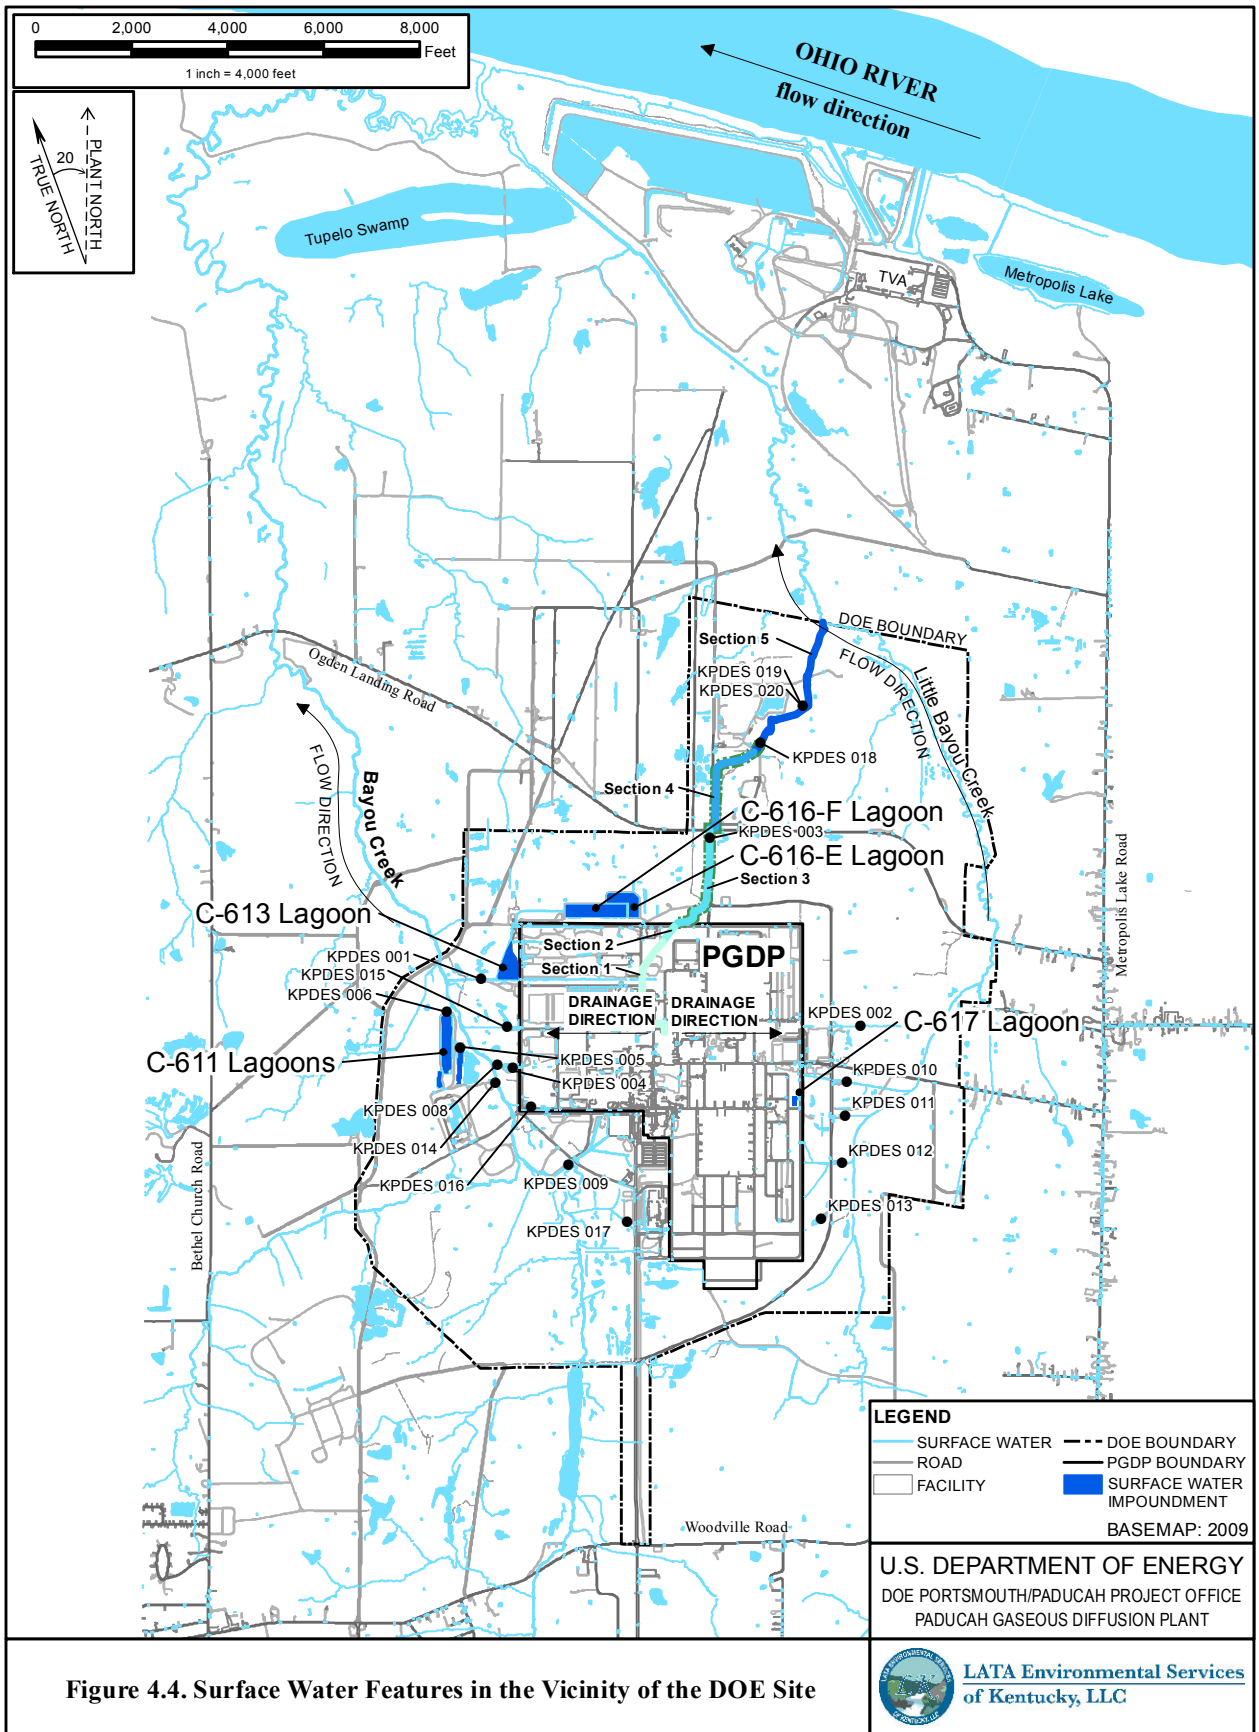 0 2,000 4,000 6,000 8,000
Feet
1 inch = 4,000 feet
OHIO RIVER
flow direction
20
TRUE NORTH
PLANT NORTH
Tupelo Swamp
TVA
Metropolis Lake
DOE BOUNDARY
Section 5
FLOW DIRECTION
KPDES 019
KPDES 020
Little Bayou Creek
Ogden Landing Road
KPDES 018
FLOW DIRECTION
Bayou Creek
Section 4
C-616-F Lagoon
KPDES 003
C-616-E Lagoon
Section 3
Metropolis Lake Road
C-613 Lagoon
Section 2
PGDP
KPDES 001
Section 1
KPDES 015
KPDES 006
DRAINAGE
DIRECTION
DRAINAGE
DIRECTION
KPDES 002
C-617 Lagoon
C-611 Lagoons
KPDES 005
KPDES 004
KPDES 010
KPDES 008
KPDES 011
KPDES 014
KPDES 012
KPDES 016
KPDES 009
KPDES 013
KPDES 017
Bethel Church Road
Woodville Road
LEGEND
SURFACE WATER
ROAD
FACILITY
DOE BOUNDARY
PGDP BOUNDARY
SURFACE WATER
IMPOUNDMENT
BASEMAP: 2009
U.S. DEPARTMENT OF ENERGY
DOE PORTSMOUTH/PADUCAH PROJECT OFFICE
PADUCAH GASEOUS DIFFUSION PLANT
Figure 4.4. Surface Water Features in the Vicinity of the DOE Site
LATA Environmental Services
of Kentucky, LLC
LATA ENVIRONMENTAL SERVICES
OF KENTUCKY, LLC